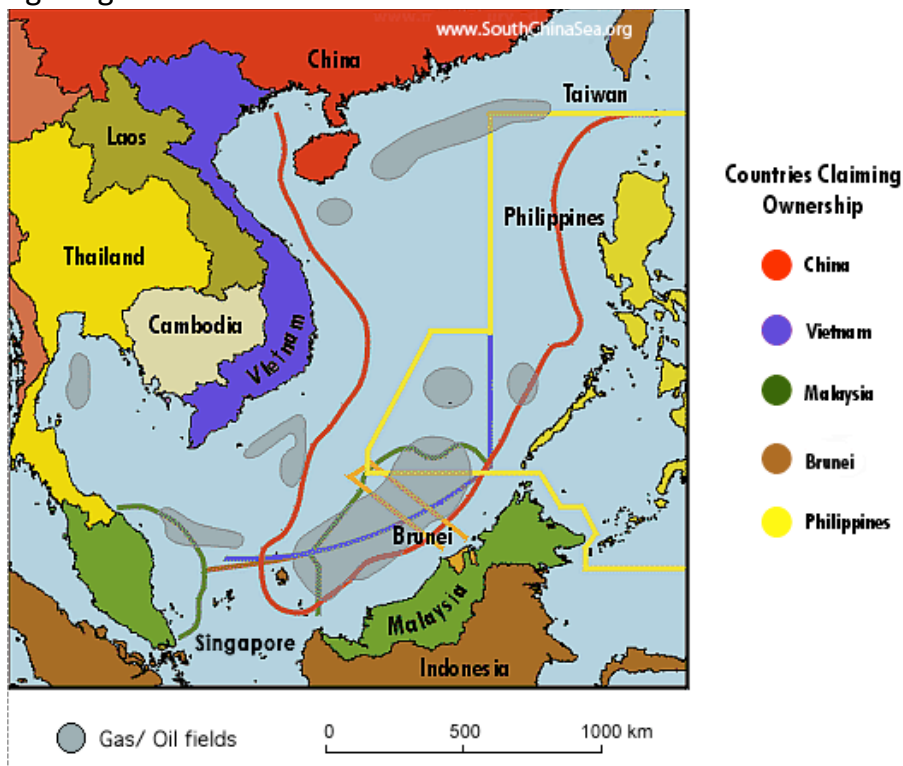 www.SouthChinaSea.org
China
Taiwan
Laos
Countries Claiming
Ownership
Philippines
Thailand
China
Cambodia
Vietnam
Vietnam
Malaysia
Brunei
Philippines
Brunei
Malaysia
Singapore
Indonesia
Gas/ Oil fields
0 500 1000 km